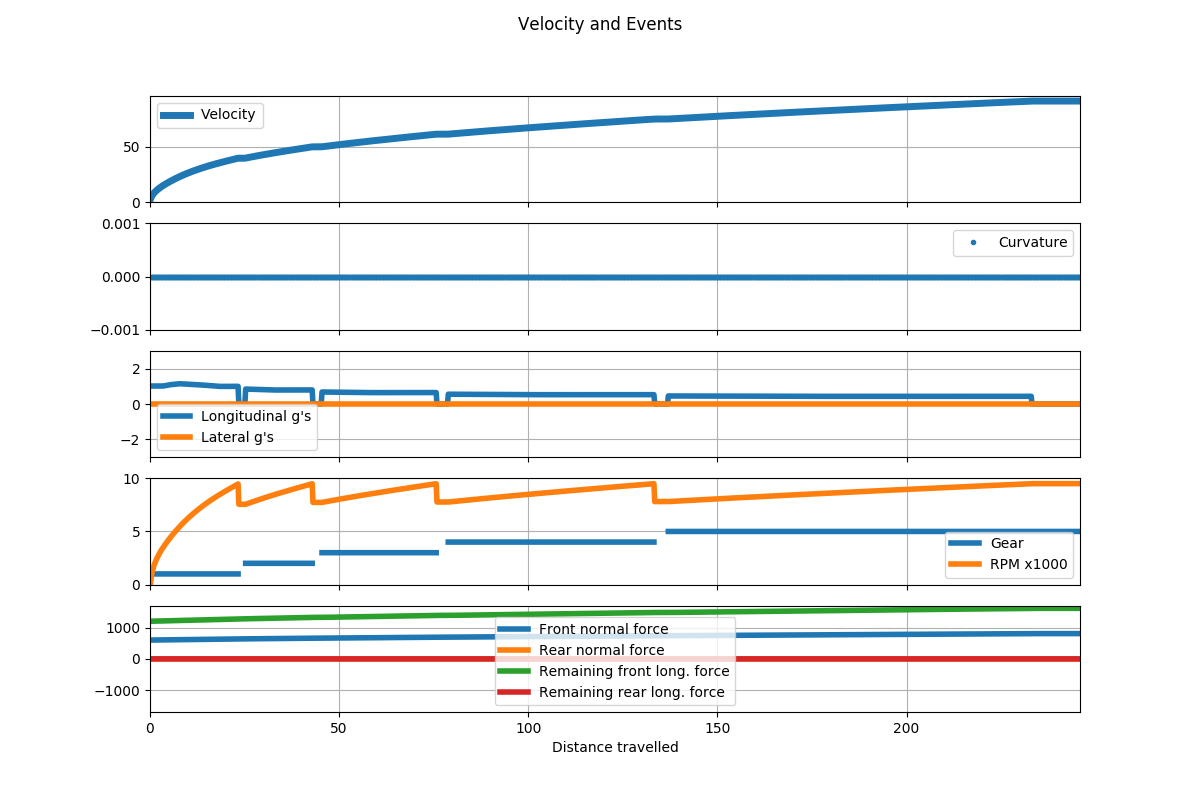 Velocity and Events
Velocity
50
0
0.001
0.000
−0.001
Curvature
2
0
−2
Longitudinal g's
Lateral g's
10
5
0
Gear
RPM x1000
1000
0
−1000
Front normal force
Rear normal force
Remaining front long. force
Remaining rear long. force
0 50 100 150 200
Distance travelled